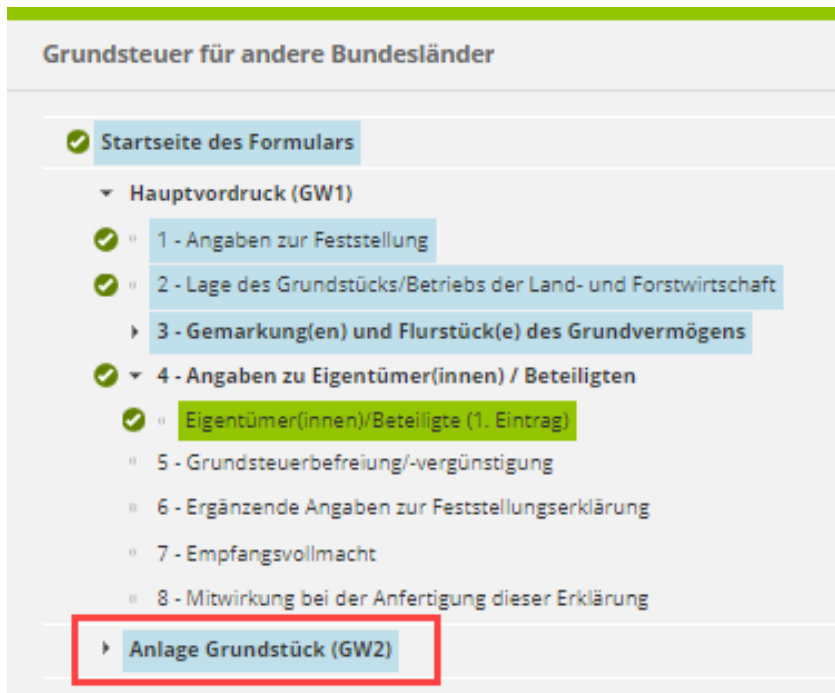 Grundsteuer für andere Bundesländer
Startseite des Formulars
Hauptvordruck (GW1)
1 - Angaben zur Feststellung
2 - Lage des Grundstücks/Betriebs der Land- und Forstwirtschaft
3 - Gemarkung(en) und Flurstück(e) des Grundvermögens
4 - Angaben zu Eigentümer(innen) / Beteiligten
Eigentümer(innen)/Beteiligte (1. Eintrag)
5 - Grundsteuerbefreiung/-vergünstigung
6 - Ergänzende Angaben zur Feststellungserklärung
7 - Empfangsvollmacht
8 - Mitwirkung bei der Anfertigung dieser Erklärung
Anlage Grundstück (GW2)